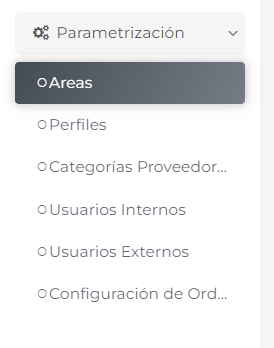 Parametrización
Areas
Perfiles
Categorías Proveedor...
Usuarios Internos
Usuarios Externos
Configuración de Ord...